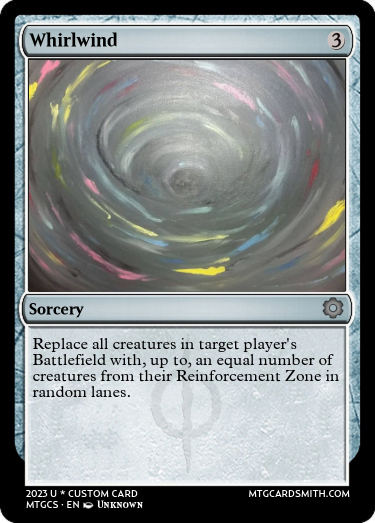 Whirlwind 3
Sorcery
Replace all creatures in target player's
Battlefield with, up to, an equal number of
creatures from their Reinforcement Zone in
random lanes.
2023 U * CUSTOM CARD MTGCARDSMITH.COM
MTGCS · EN Unknown